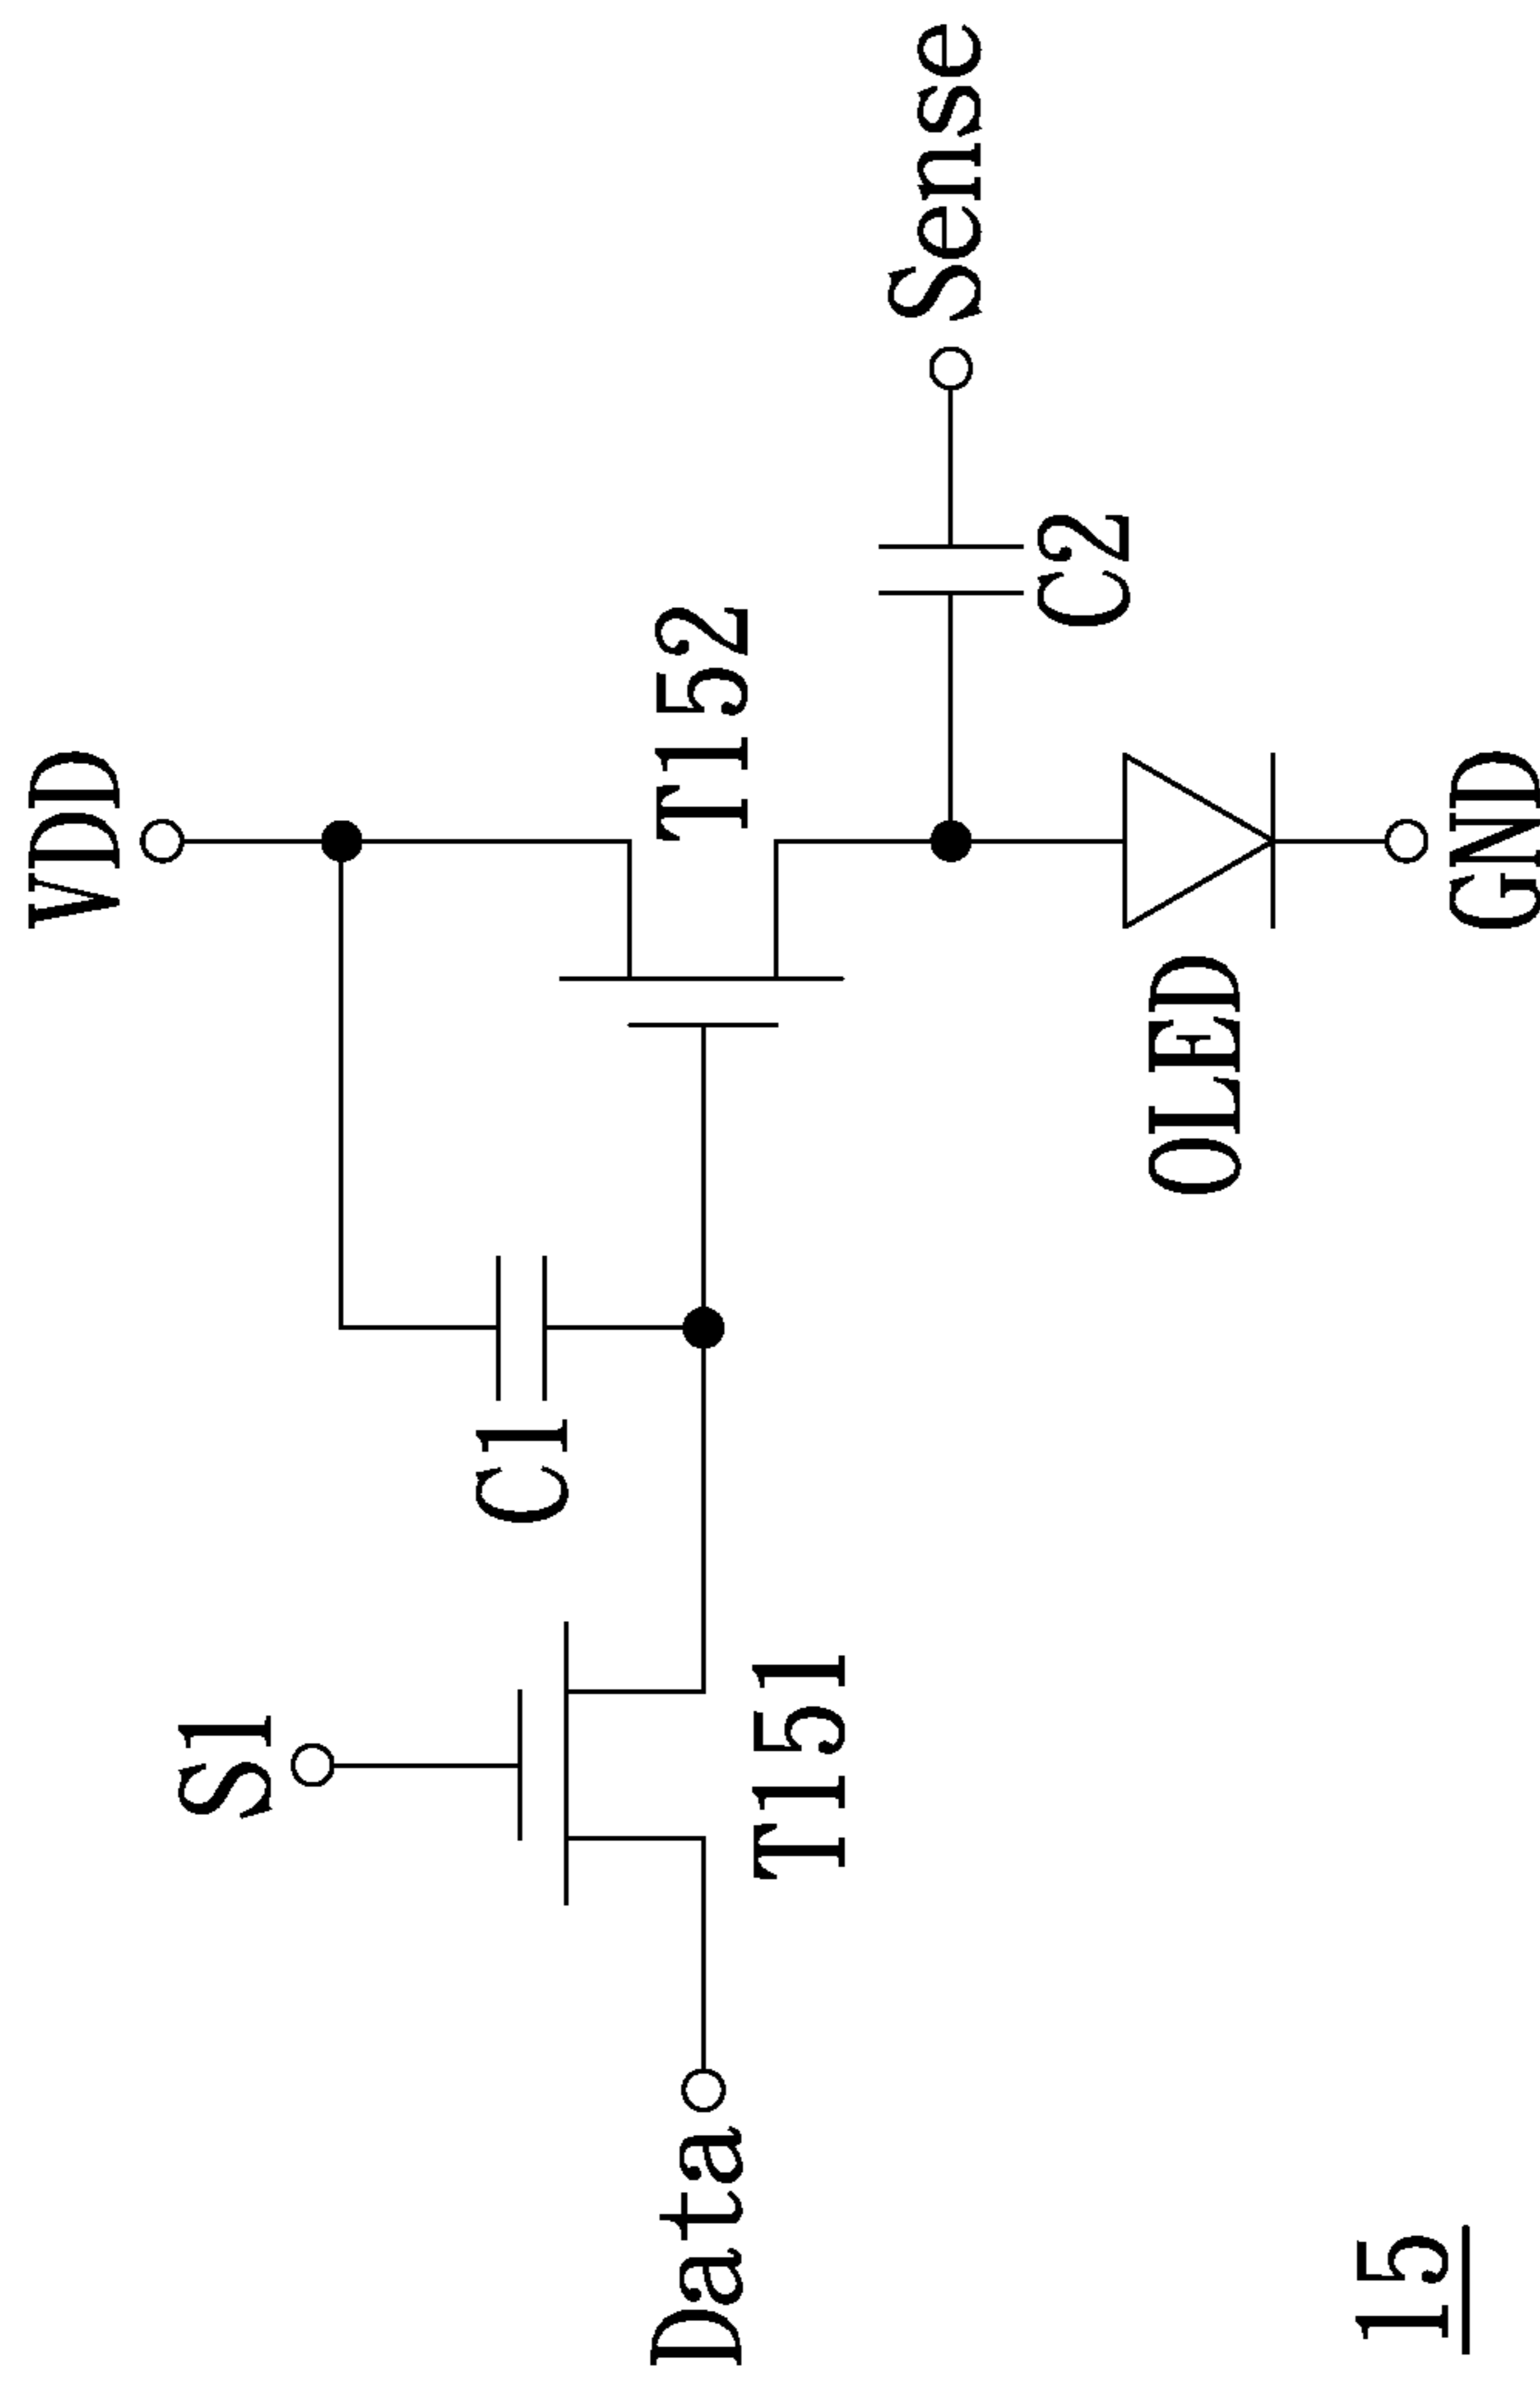 VDD
S1
C1
T152
Data
T151
Sense
C2
OLED
GND
15